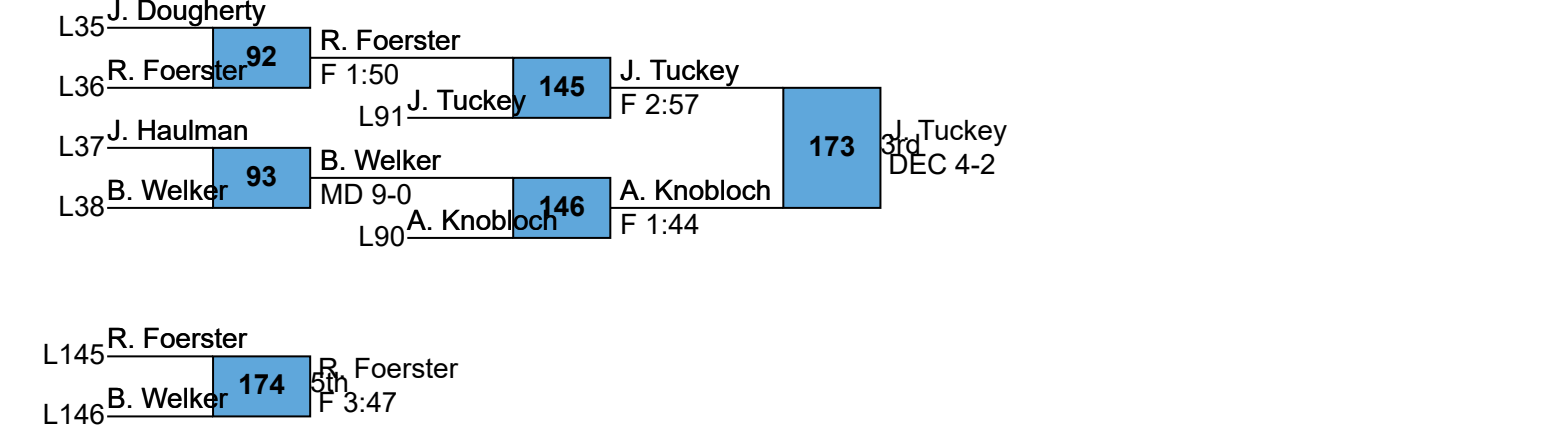 J. Dougherty
L35
92
R. Foerster
F 1:50
R. Foerster
L36
145
J. Tuckey
F 2:57
J. Tuckey
L91
J. Haulman
L37
173
J. Tuckey
3rd
DEC 4-2
93
B. Welker
MD 9-0
B. Welker
L38
146
A. Knobloch
F 1:44
A. Knobloch
L90
R. Foerster
L145
174
R. Foerster
5th
F 3:47
B. Welker
L146